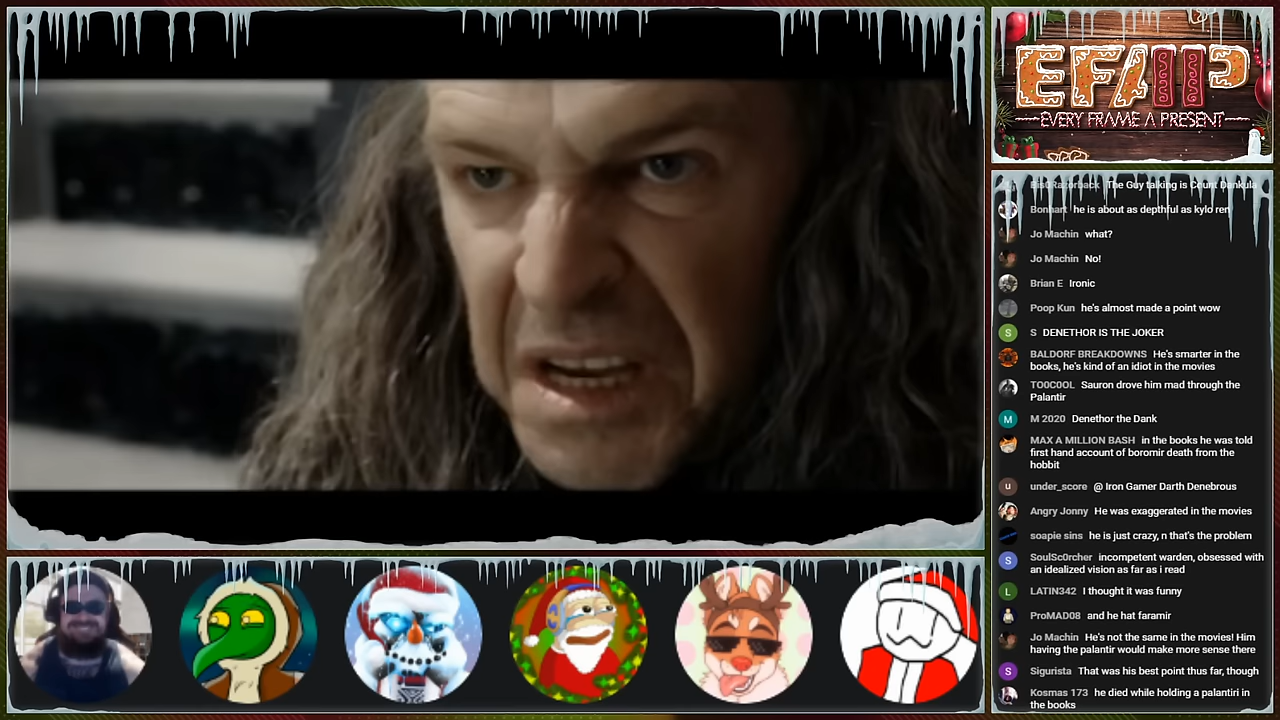 EFAP
EVERY FRAME A PRESENT
The Guy talking is Count Dankula
Bonhart he is about as depthful as kylo ren
Jo Machin what?
Jo Machin No!
Brian E Ironic
Poop Kun he's almost made a point wow
S S DENETHOR IS THE JOKER
BALDORF BREAKDOWNS He's smarter in the
books, he's kind of an idiot in the movies
TO0C0OL Sauron drove him mad through the
Palantir
M M 2020 Denethor the Dank
MAX A MILLION BASH in the books he was told
first hand account of boromir death from the
hobbit
u under_score @ Iron Gamer Darth Denebrous
Angry Jonny He was exaggerated in the movies
soapie sins he is just crazy, n that's the problem
S SoulSc0rcher incompetent warden, obsessed with
an idealized vision as far as i read
L LATIN342 I thought it was funny
ProMAD08 and he hat faramir
Jo Machin He's not the same in the movies! Him
having the palantir would make more sense there
S Sigurista That was his best point thus far, though
Kosmas 173 he died while holding a palantiri in
the books